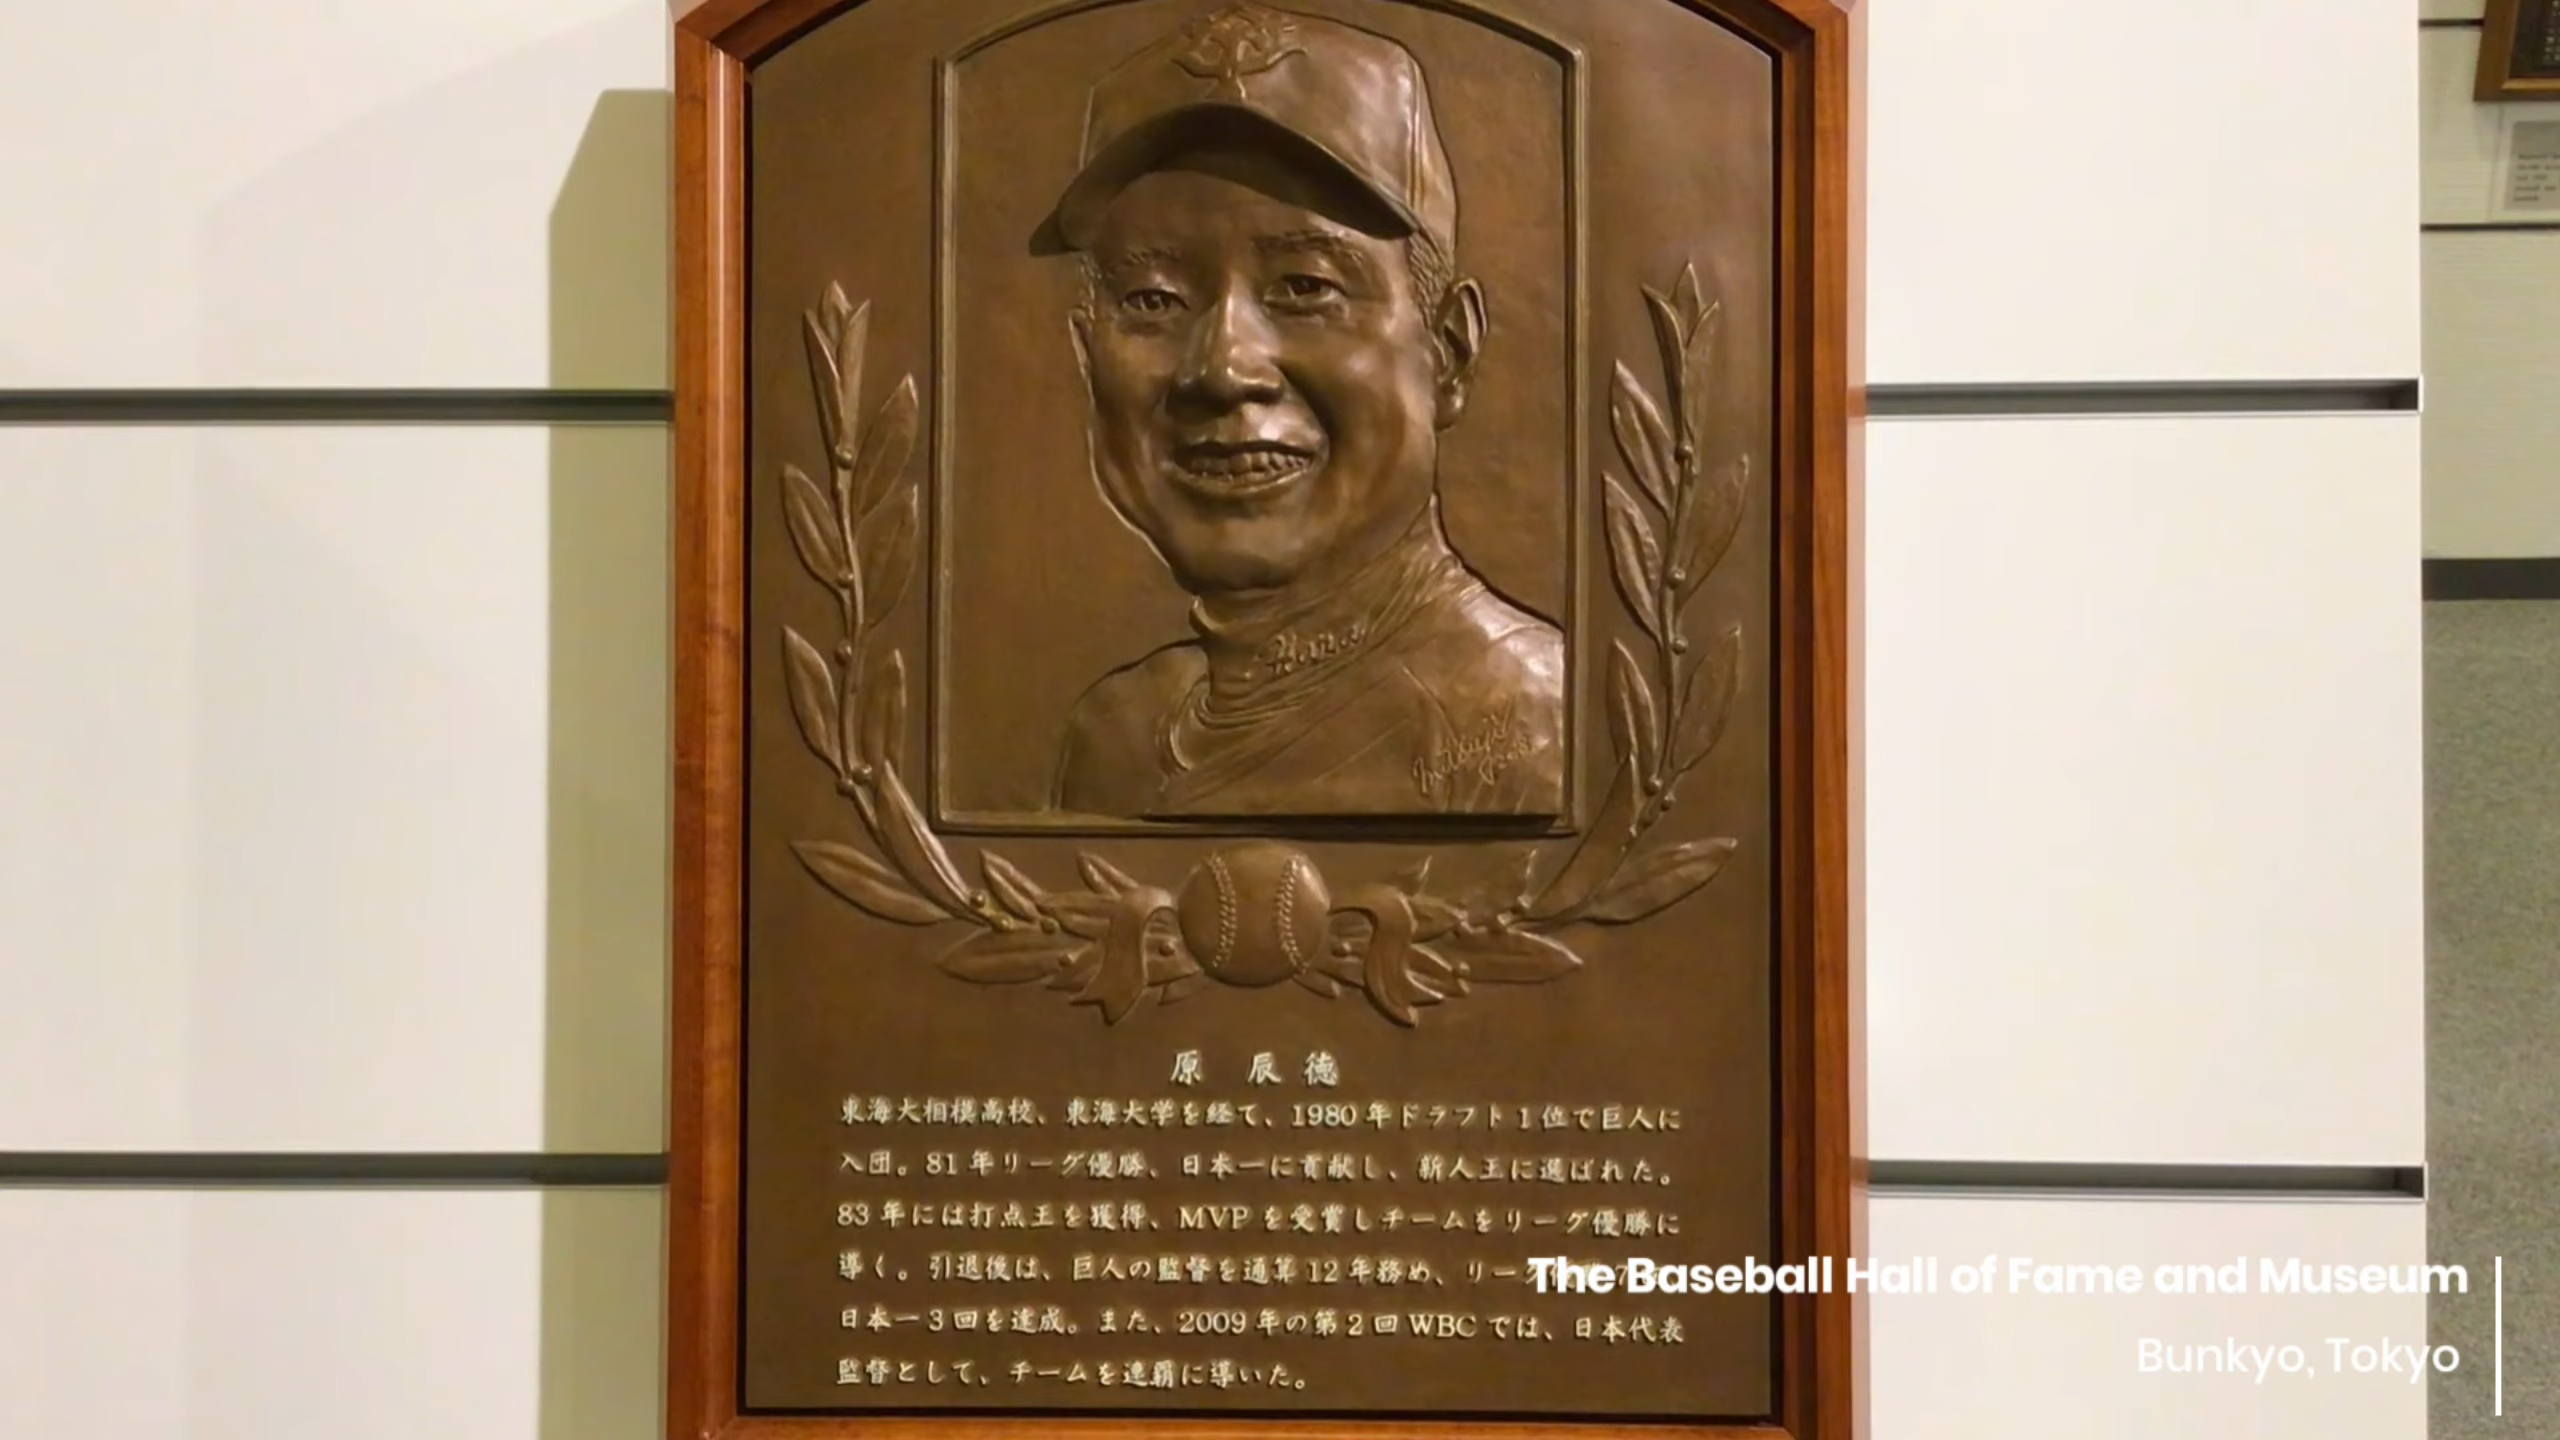 Hara
原 辰徳
東海大相模高校、東海大学を経て、1980年ドラフト1位で巨人に
入団。81年リーグ優勝、日本一に貢献し、新人王に選ばれた。
83年には打点王を獲得、MVPを受賞しチームをリーグ優勝に
導く。引退後は、巨人の監督を通算12年務め、リーグ
日本一3回を達成。また、2009年の第2回WBCでは、日本代表
監督として、チームを連覇に導いた。
The Baseball Hall of Fame and Museum
Bunkyo, Tokyo